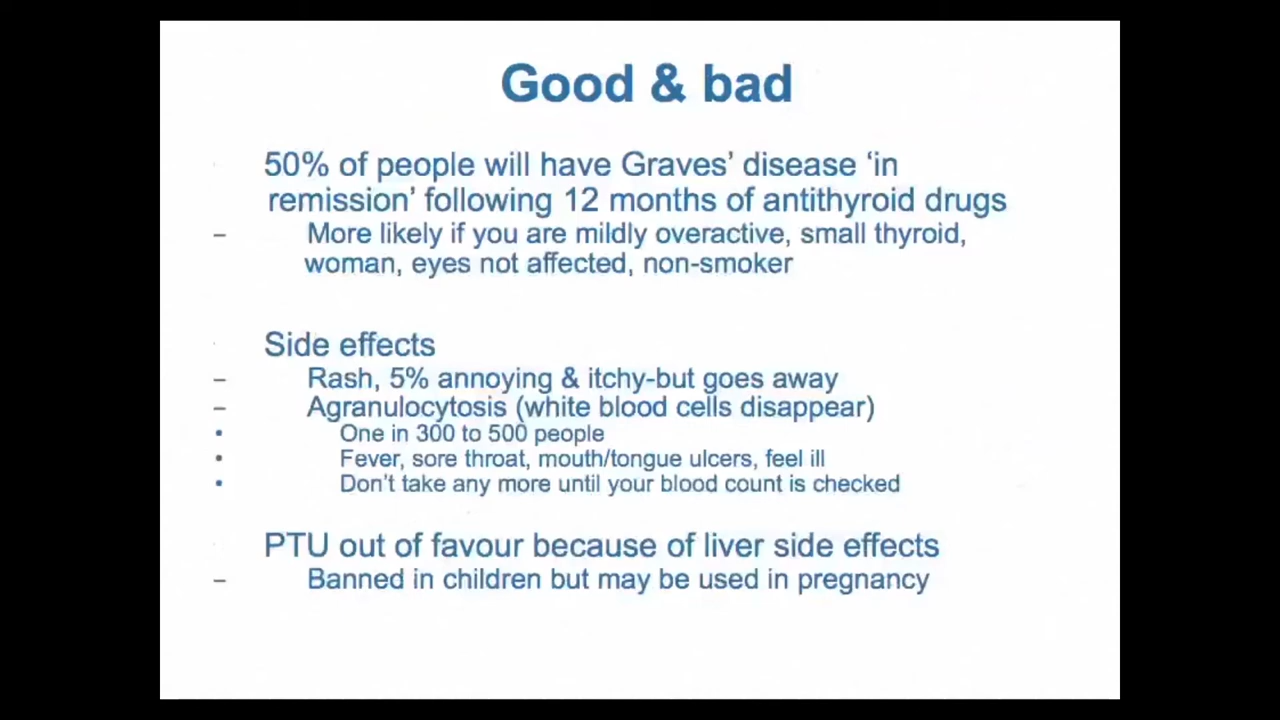 Good & bad
50% of people will have Graves’ disease ‘in
remission’ following 12 months of antithyroid drugs
– More likely if you are mildly overactive, small thyroid,
woman, eyes not affected, non-smoker
Side effects
– Rash, 5% annoying & itchy-but goes away
– Agranulocytosis (white blood cells disappear)
• One in 300 to 500 people
• Fever, sore throat, mouth/tongue ulcers, feel ill
• Don’t take any more until your blood count is checked
PTU out of favour because of liver side effects
– Banned in children but may be used in pregnancy